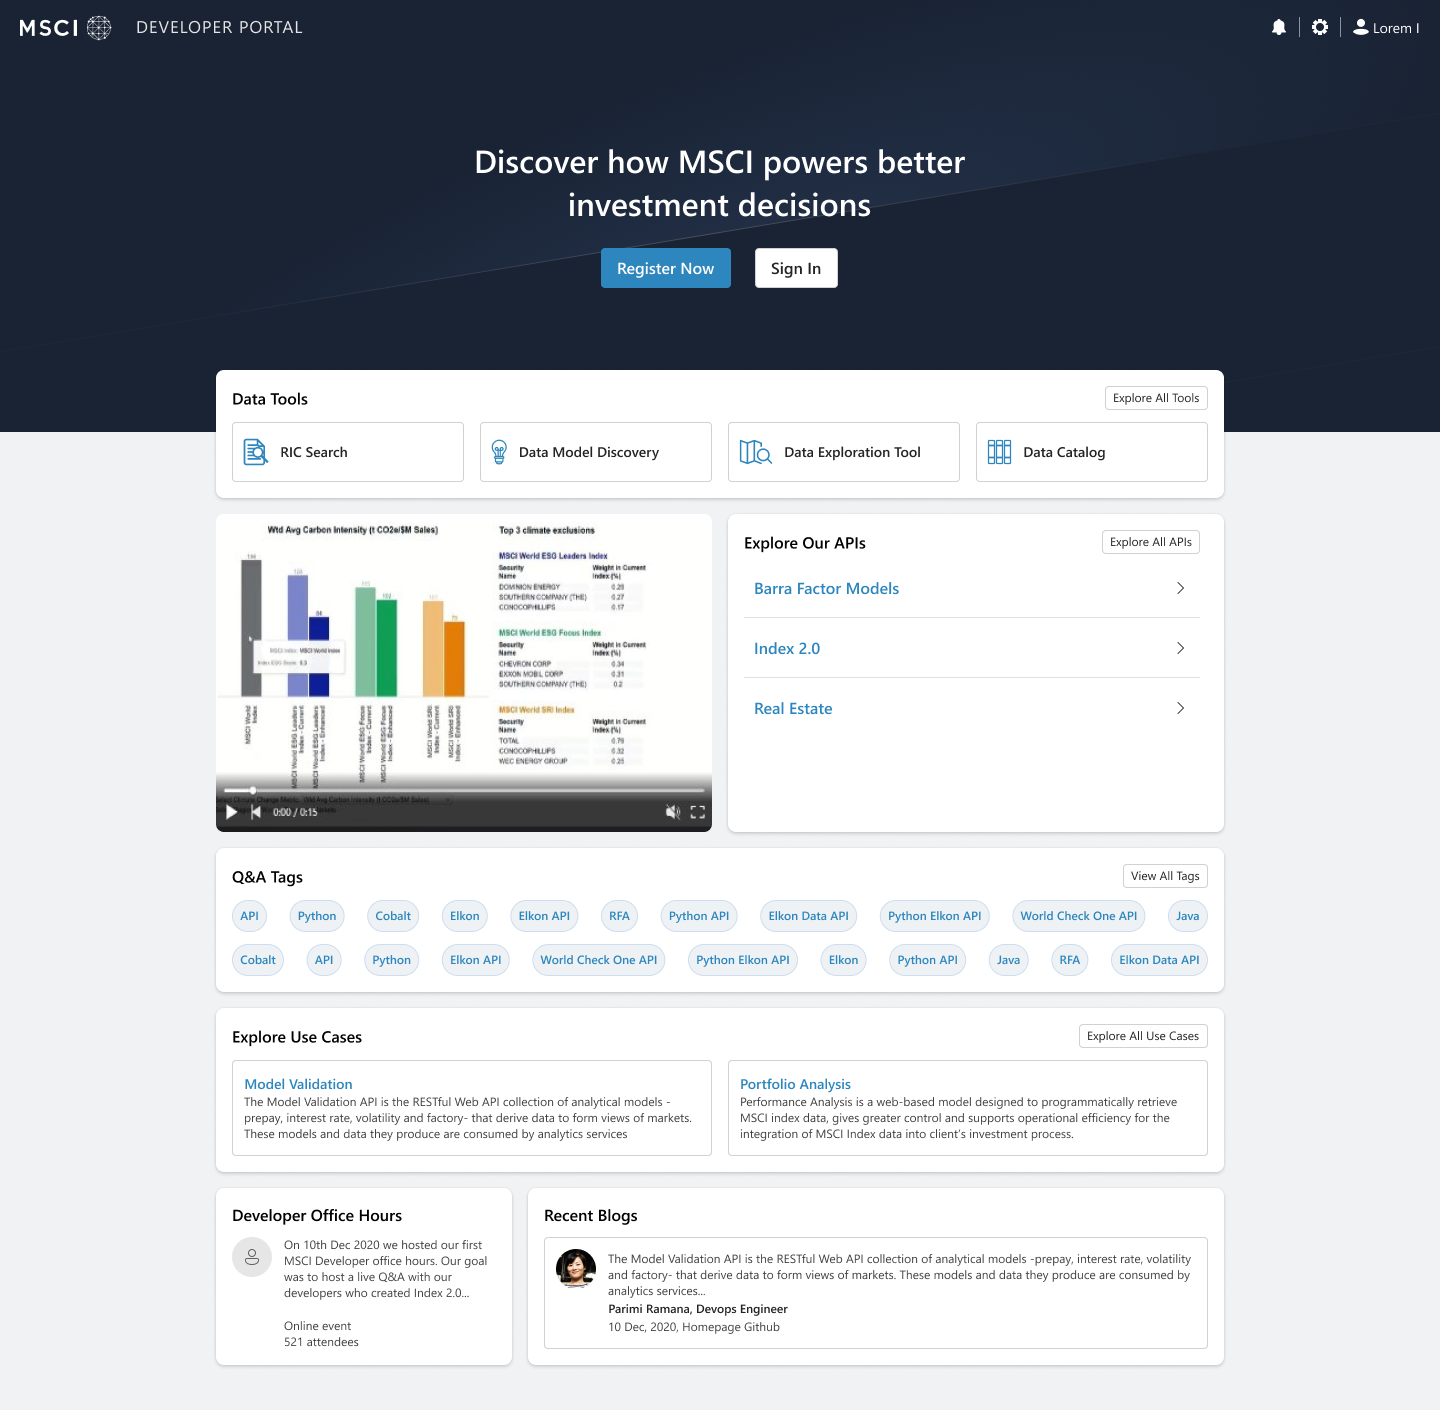 MSCI
DEVELOPER PORTAL
Lorem I
Discover how MSCI powers better
investment decisions
Register Now
Sign In
Data Tools
Explore All Tools
RIC Search
Data Model Discovery
Data Exploration Tool
Data Catalog
Wtd Avg Carbon Intensity (t CO2e/$M Sales)
MSCI World
Index
MSCI World ESG Leaders
Index - Current
MSCI World ESG Leaders
Index - Enhanced
MSCI World ESG Focus
Index - Current
MSCI World ESG Focus
Index - Enhanced
MSCI World SRI
Index - Current
MSCI World SRI
Index - Enhanced
MSCI Index: MSCI World Index
Index ESG Score:
Top 3 climate exclusions
MSCI World ESG Leaders Index
Security
Name
Weight in Current
Index (%)
DOMINION ENERGY 0.28
SOUTHERN COMPANY (THE) 0.27
CONOCOPHILLIPS 0.17
MSCI World ESG Focus Index
Security
Name
Weight in Current
Index (%)
CHEVRON CORP 0.34
EXXON MOBIL CORP 0.31
SOUTHERN COMPANY (THE) 0.2
MSCI World SRI Index
Security
Name
Weight in Current
Index (%)
TOTAL 0.79
CONOCOPHILLIPS 0.32
WEC ENERGY GROUP 0.25
Climate Change Metric: Wtd Avg Carbon Intensity (t CO2e/$M Sales)
0:00 / 0:15
Explore Our APIs
Explore All APIs
Barra Factor Models
Index 2.0
Real Estate
Q&A Tags
View All Tags
API Python Cobalt Elkon Elkon API RFA Python API Elkon Data API Python Elkon API World Check One API Java
Cobalt API Python Elkon API World Check One API Python Elkon API Elkon Python API Java RFA Elkon Data API
Explore Use Cases
Explore All Use Cases
Model Validation
The Model Validation API is the RESTful Web API collection of analytical models -
prepay, interest rate, volatility and factory- that derive data to form views of markets.
These models and data they produce are consumed by analytics services
Portfolio Analysis
Performance Analysis is a web-based model designed to programmatically retrieve
MSCI index data, gives greater control and supports operational efficiency for the
integration of MSCI Index data into client's investment process.
Developer Office Hours
On 10th Dec 2020 we hosted our first
MSCI Developer office hours. Our goal
was to host a live Q&A with our
developers who created Index 2.0...
Online event
521 attendees
Recent Blogs
The Model Validation API is the RESTful Web API collection of analytical models -prepay, interest rate, volatility
and factory- that derive data to form views of markets. These models and data they produce are consumed by
analytics services...
Parimi Ramana, Devops Engineer
10 Dec, 2020, Homepage Github